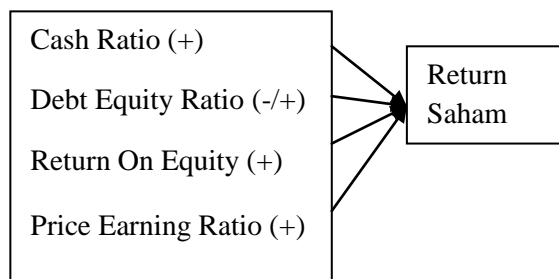 Cash Ratio (+)
Debt Equity Ratio (-/+)
Return On Equity (+)
Price Earning Ratio (+)
Return
Saham